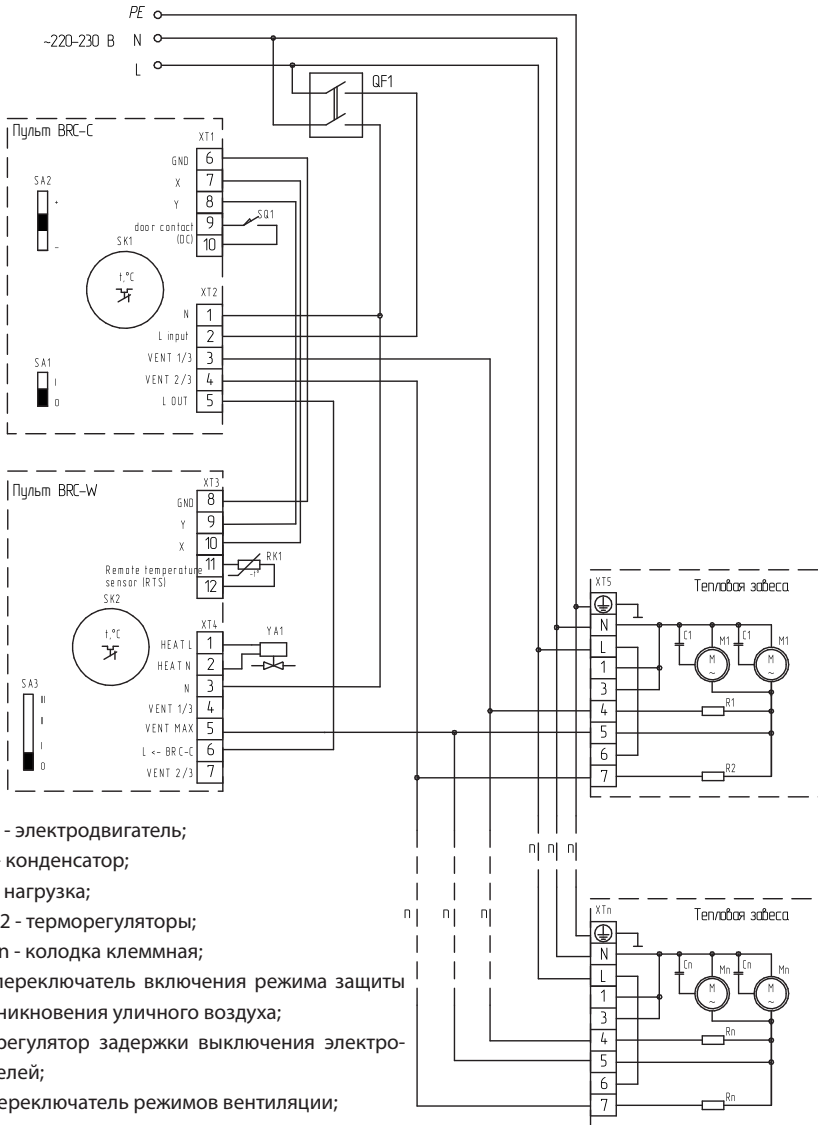 PE
~220-230 В N
L
QF1
Пульт BRC-C
XT1
GND 6
X 7
Y 8
door contact (DC) 9
10
SQ1
SA2
+
-
SK1
t,°C
XT2
N 1
L input 2
VENT 1/3 3
VENT 2/3 4
L OUT 5
SA1
I
0
Пульт BRC-W
XT3
GND 8
Y 9
X 10
Remote temperature 11
sensor (RTS) 12
RK1
-t°
SK2
t,°C
XT4
HEAT L 1
HEAT N 2
N 3
VENT 1/3 4
VENT MAX 5
L <- BRC-C 6
VENT 2/3 7
YA1
SA3
III
II
I
0
XT5
Тепловая завеса
N
L
1
3
4
5
6
7
C1
M1
C1
M1
M
~
M
~
R1
R2
п п п
п п п
XTn
Тепловая завеса
N
L
1
3
4
5
6
7
Cn
Mn
Cn
Mn
M
~
M
~
Rn
Rn
- электродвигатель;
конденсатор;
нагрузка;
2 - терморегуляторы;
n - колодка клеммная;
переключатель включения режима защиты
никновения уличного воздуха;
регулятор задержки выключения электро-
елей;
ереключатель режимов вентиляции;